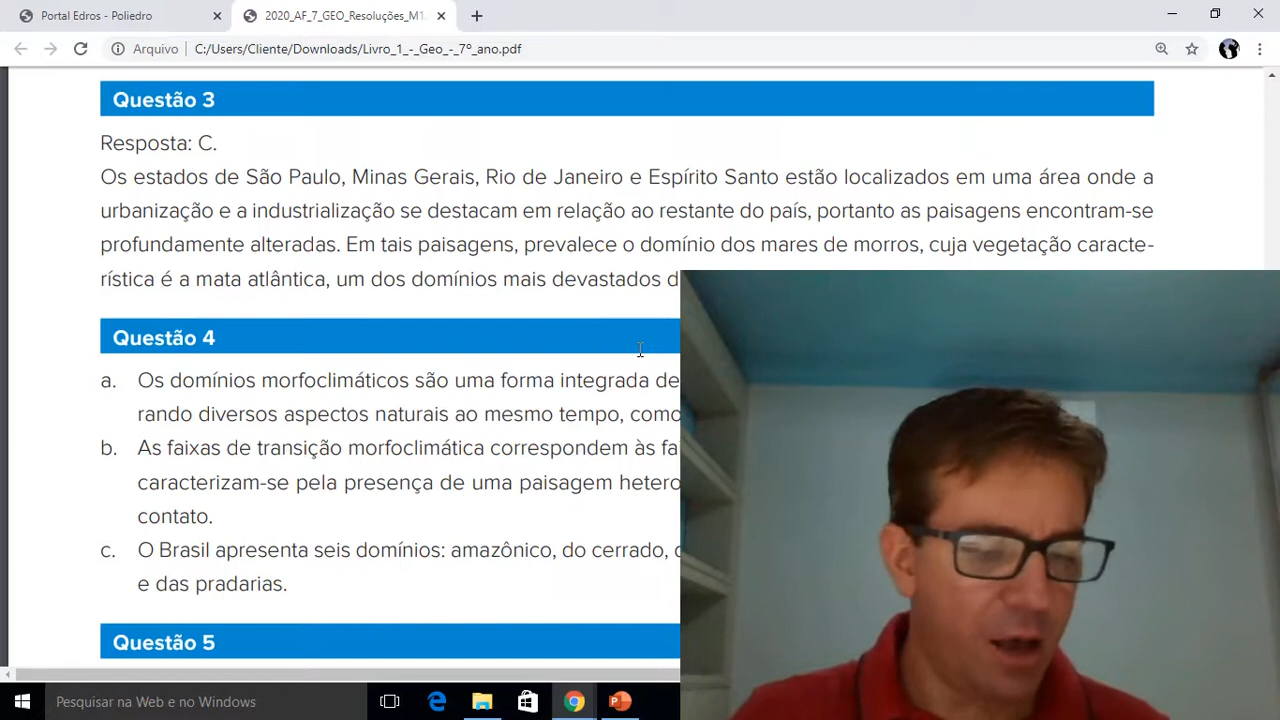 Portal Edros - Poliedro
2020_AF_7_GEO_Resoluções_M1
Arquivo
C:/Users/Cliente/Downloads/Livro_1_-_Geo_-_7º_ano.pdf
Questão 3
Resposta: C.
Os estados de São Paulo, Minas Gerais, Rio de Janeiro e Espírito Santo estão localizados em uma área onde a
urbanização e a industrialização se destacam em relação ao restante do país, portanto as paisagens encontram-se
profundamente alteradas. Em tais paisagens, prevalece o domínio dos mares de morros, cuja vegetação caracte-
rística é a mata atlântica, um dos domínios mais devastados
Questão 4
a. Os domínios morfoclimáticos são uma forma integrada de
rando diversos aspectos naturais ao mesmo tempo, como
b. As faixas de transição morfoclimática correspondem às
caracterizam-se pela presença de uma paisagem
contato.
c. O Brasil apresenta seis domínios: amazônico, do cerrado,
e das pradarias.
Questão 5
Pesquisar na Web e no Windows